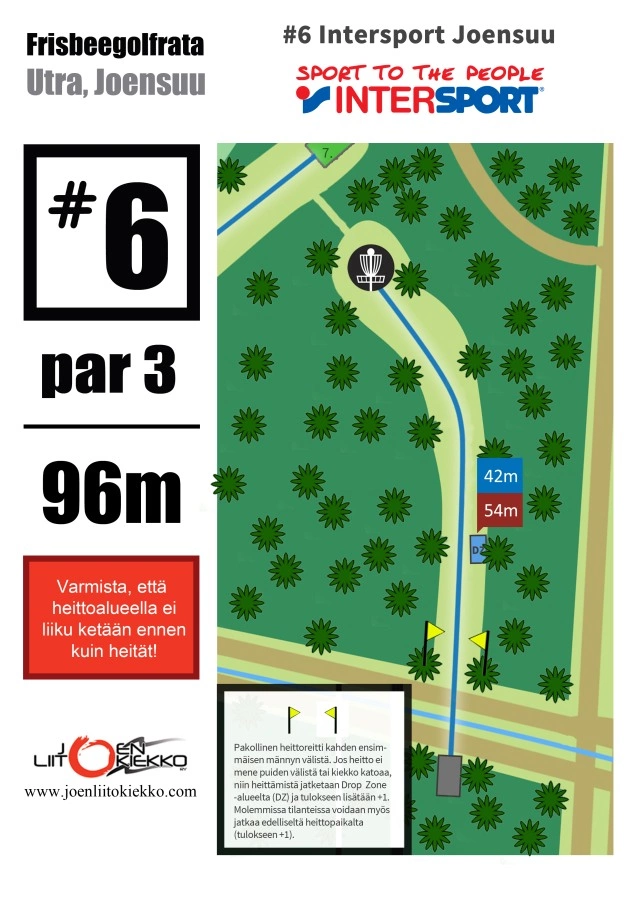 Frisbeegolfrata
Utra, Joensuu
#6 Intersport Joensuu
SPORT TO THE PEOPLE
INTERSPORT®
#6
par 3
96m
Varmista, että
heittoalueella ei
liiku ketään ennen
kuin heität!
JOEN
LIITOKIEKKO
www.joenliitokiekko.com
7.
42m
54m
DZ
Pakollinen heittoreitti kahden ensim-
mäisen männyn välistä. Jos heitto ei
mene puiden välistä tai kiekko katoaa,
niin heittämistä jatketaan Drop Zone
-alueelta (DZ) ja tulokseen lisätään +1.
Molemmissa tilanteissa voidaan myös
jatkaa edelliseltä heittopaikalta
(tulokseen +1).